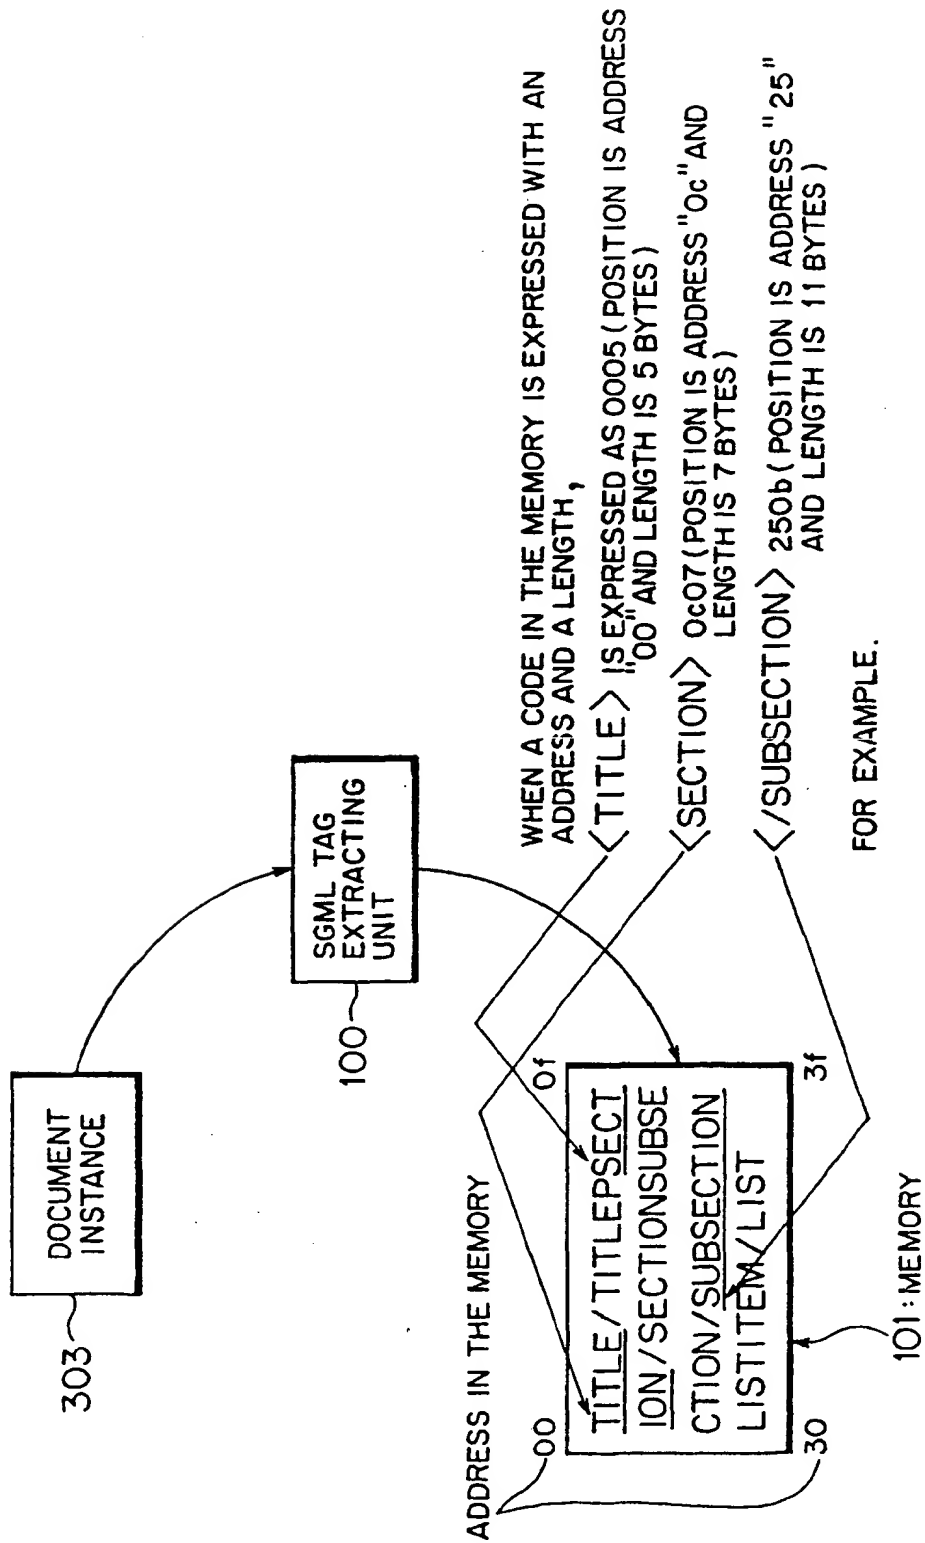 DOCUMENT
INSTANCE
303
SGML TAG
EXTRACTING
UNIT
100
ADDRESS IN THE MEMORY
00
0f
TITLE/TITLEPSECT
ION/SECTIONSUBSE
CTION/SUBSECTION
LISTITEM/LIST
30
3f
101:MEMORY
WHEN A CODE IN THE MEMORY IS EXPRESSED WITH AN
ADDRESS AND A LENGTH,
<TITLE> IS EXPRESSED AS 0005 (POSITION IS ADDRESS
"00" AND LENGTH IS 5 BYTES)
<SECTION> 0c07 (POSITION IS ADDRESS "0c" AND
LENGTH IS 7 BYTES)
</SUBSECTION> 250b (POSITION IS ADDRESS "25"
AND LENGTH IS 11 BYTES)
FOR EXAMPLE.